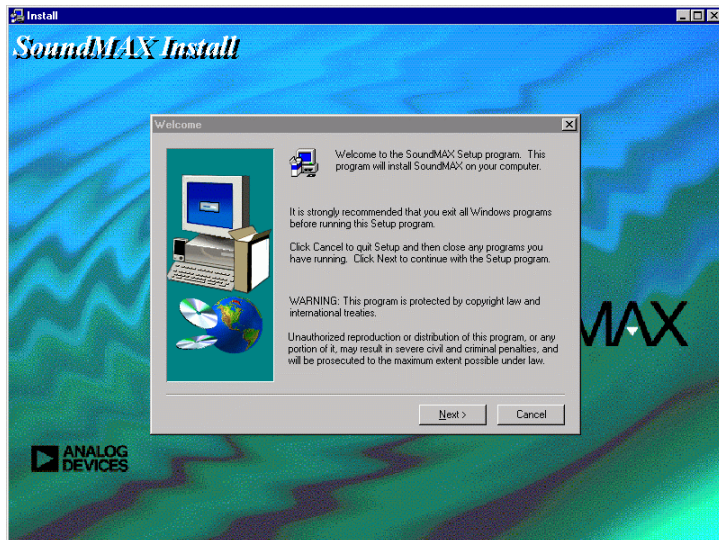 Install
SoundMAX Install
Welcome
Welcome to the SoundMAX Setup program. This
program will install SoundMAX on your computer.
It is strongly recommended that you exit all Windows programs
before running this Setup program.
Click Cancel to quit Setup and then close any programs you
have running. Click Next to continue with the Setup program.
WARNING: This program is protected by copyright law and
international treaties.
Unauthorized reproduction or distribution of this program, or any
portion of it, may result in severe civil and criminal penalties, and
will be prosecuted to the maximum extent possible under law.
MAX
Next >
Cancel
ANALOG
DEVICES